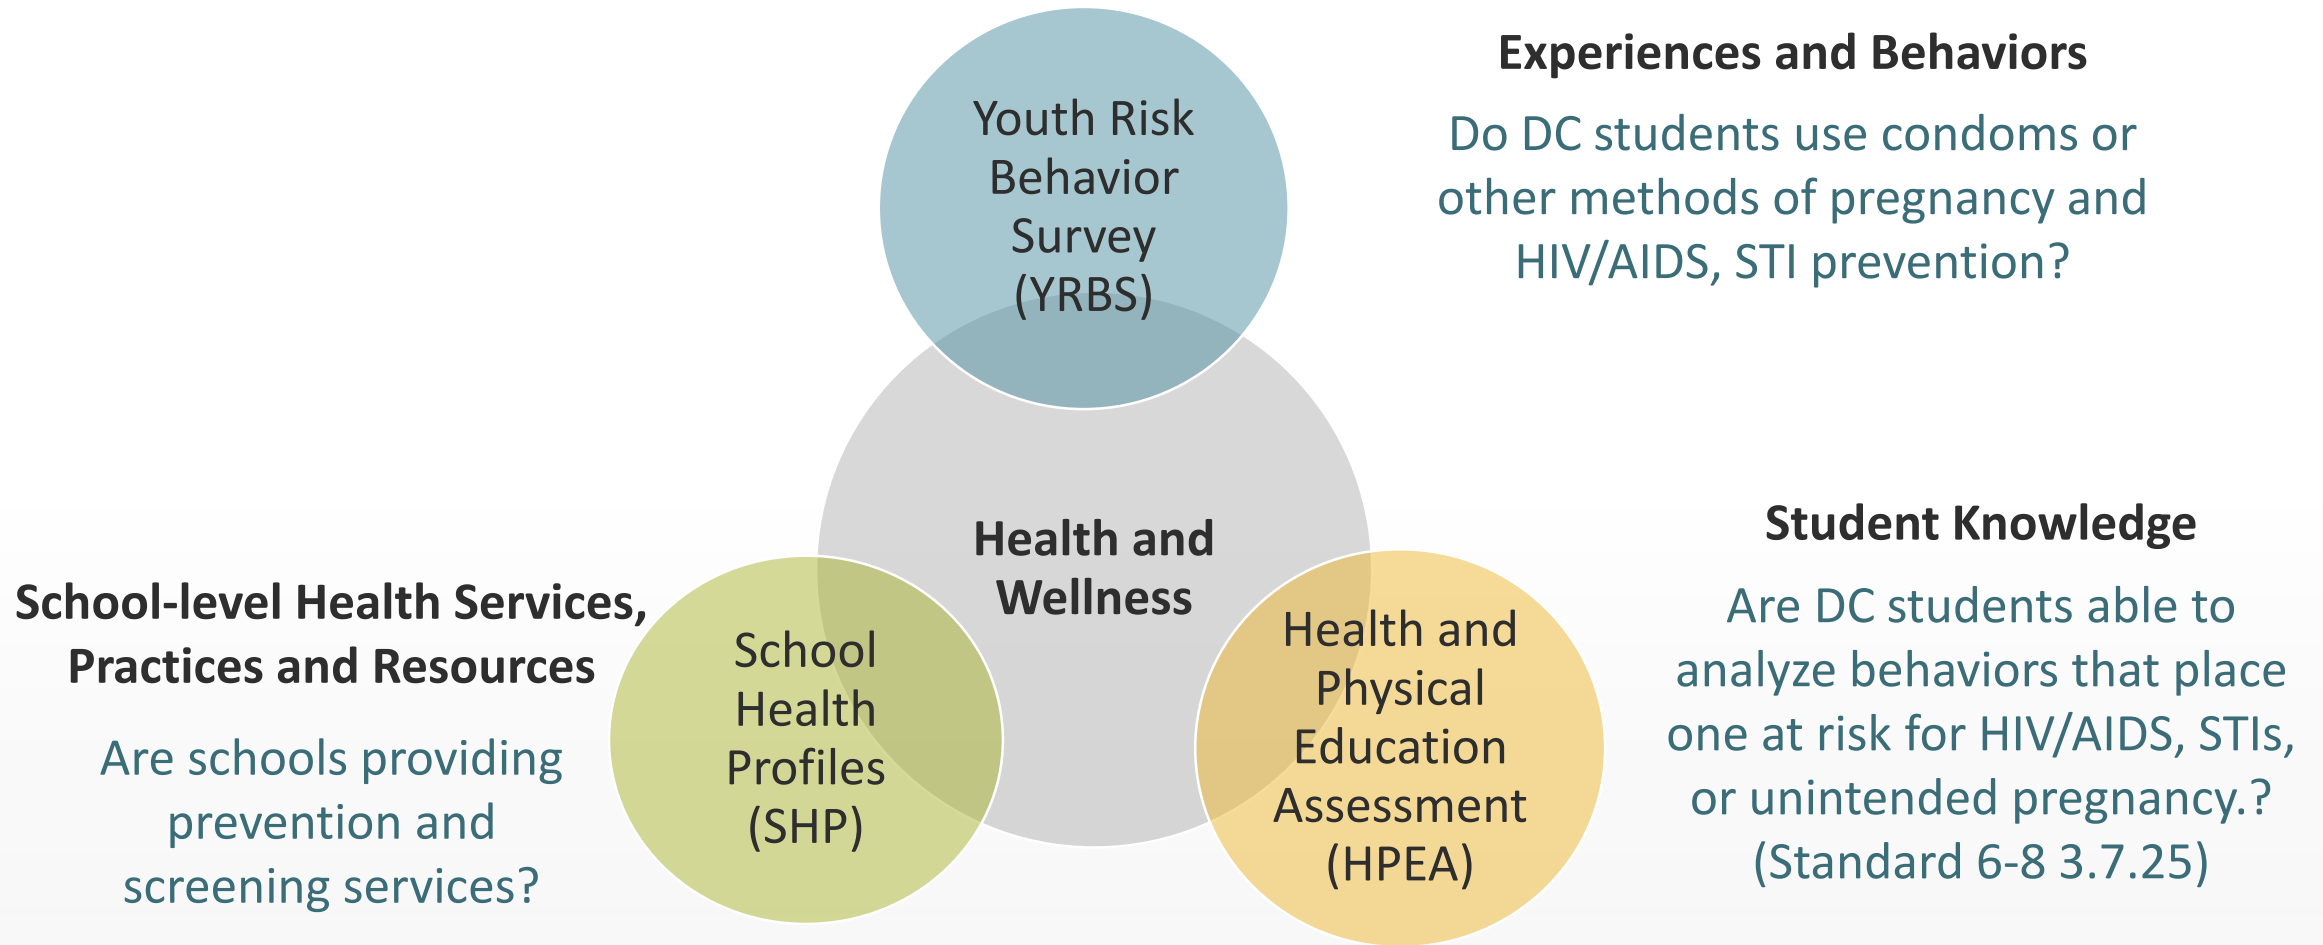 Youth Risk
Behavior
Survey
(YRBS)
Experiences and Behaviors
Do DC students use condoms or
other methods of pregnancy and
HIV/AIDS, STI prevention?
Health and
Wellness
School-level Health Services,
Practices and Resources
Are schools providing
prevention and
screening services?
School
Health
Profiles
(SHP)
Health and
Physical
Education
Assessment
(HPEA)
Student Knowledge
Are DC students able to
analyze behaviors that place
one at risk for HIV/AIDS, STIs,
or unintended pregnancy.?
(Standard 6-8 3.7.25)